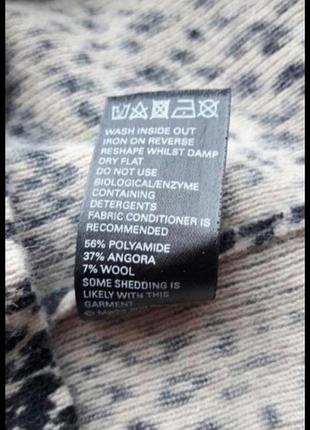 WASH INSIDE OUT
IRON ON REVERSE
RESHAPE WHILST DAMP
DRY FLAT
DO NOT USE
BIOLOGICAL/ENZYME
CONTAINING
DETERGENTS
FABRIC CONDITIONER IS
RECOMMENDED
56% POLYAMIDE
37% ANGORA
7% WOOL
SOME SHEDDING IS
LIKELY WITH THIS
GARMENT